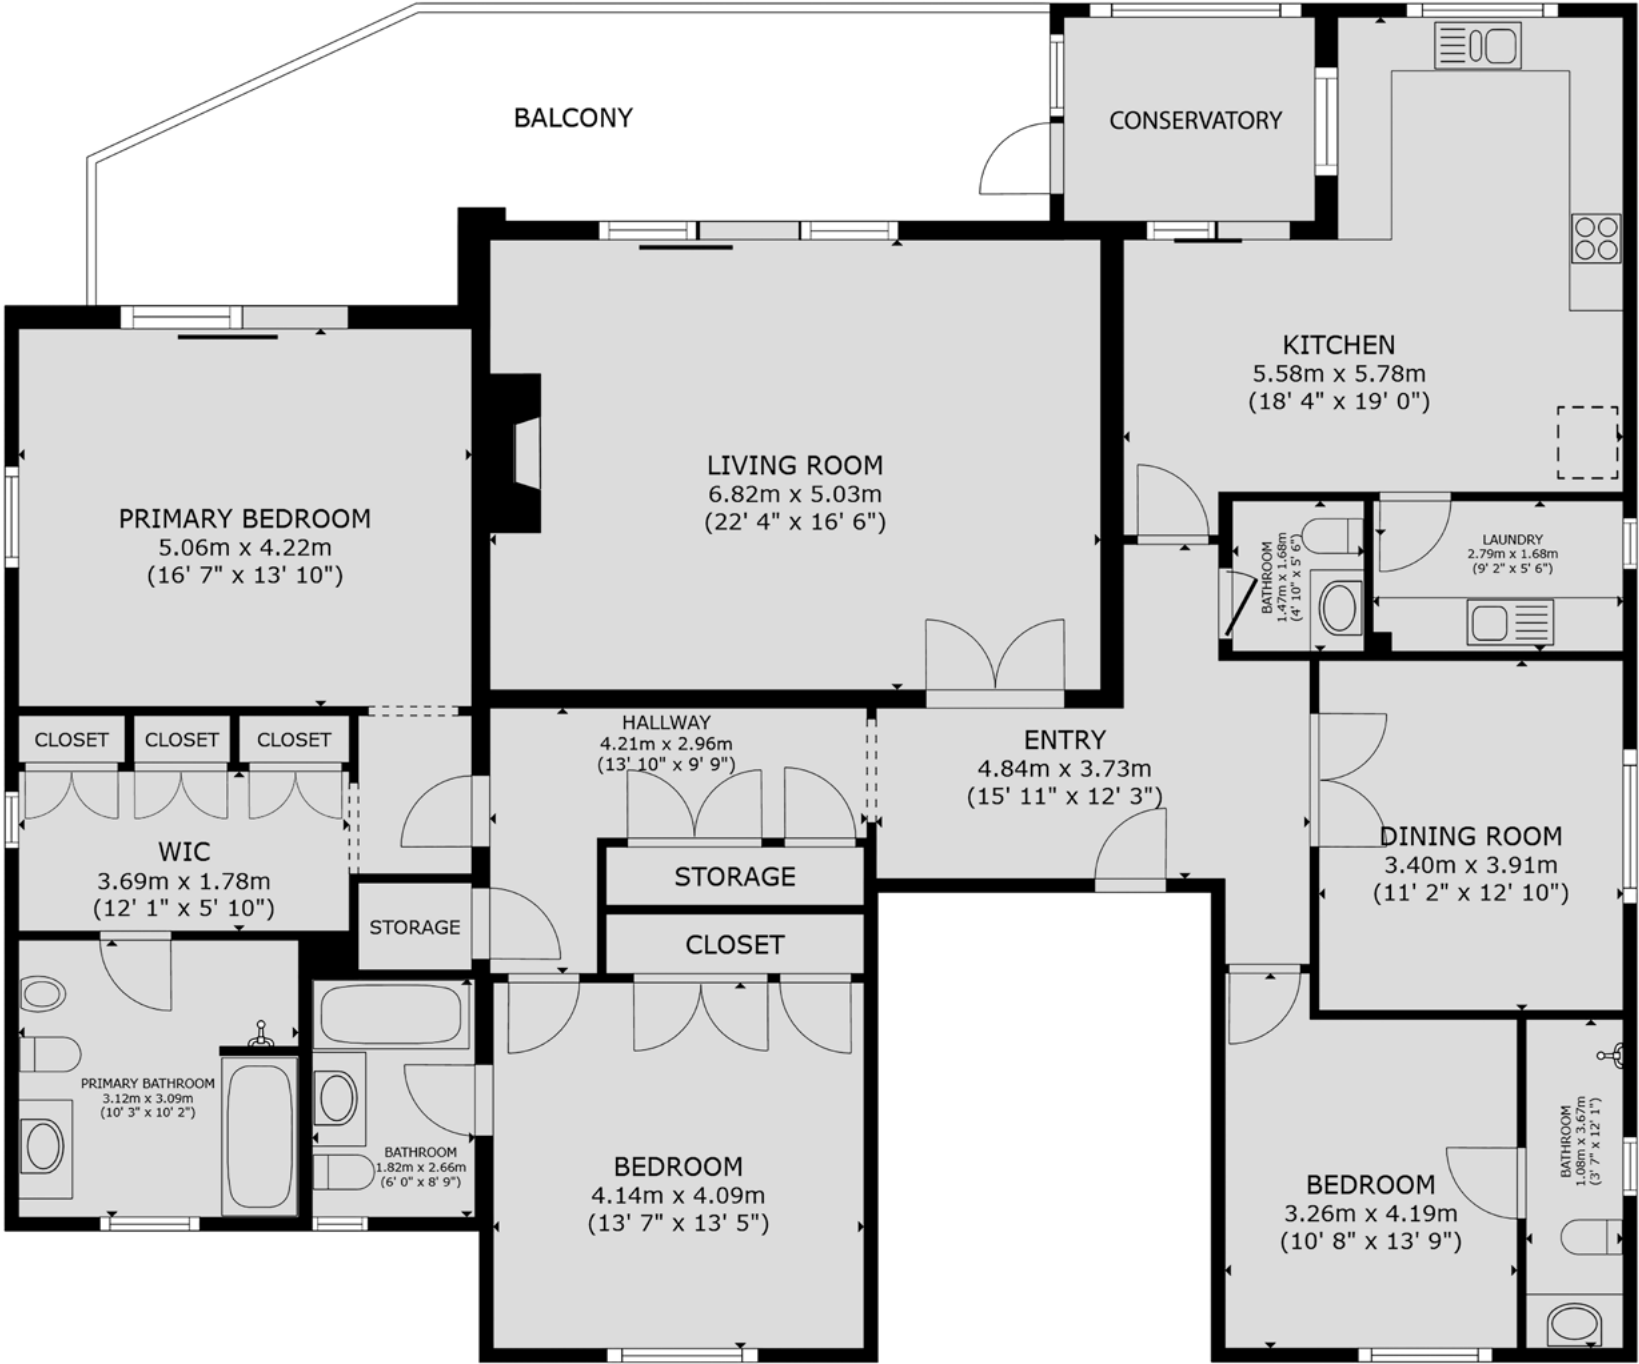 BALCONY
CONSERVATORY
KITCHEN
5.58m x 5.78m
(18' 4" x 19' 0")
LIVING ROOM
6.82m x 5.03m
(22' 4" x 16' 6")
PRIMARY BEDROOM
5.06m x 4.22m
(16' 7" x 13' 10")
BATHROOM
1.47m x 1.68m
(4' 10" x 5' 6")
LAUNDRY
2.79m x 1.68m
(9' 2" x 5' 6")
CLOSET
CLOSET
CLOSET
HALLWAY
4.21m x 2.96m
(13' 10" x 9' 9")
ENTRY
4.84m x 3.73m
(15' 11" x 12' 3")
WIC
3.69m x 1.78m
(12' 1" x 5' 10")
DINING ROOM
3.40m x 3.91m
(11' 2" x 12' 10")
STORAGE
STORAGE
CLOSET
PRIMARY BATHROOM
3.12m x 3.09m
(10' 3" x 10' 2")
BATHROOM
1.82m x 2.66m
(6' 0" x 8' 9")
BEDROOM
4.14m x 4.09m
(13' 7" x 13' 5")
BEDROOM
3.26m x 4.19m
(10' 8" x 13' 9")
BATHROOM
1.08m x 3.67m
(3' 7" x 12' 1")